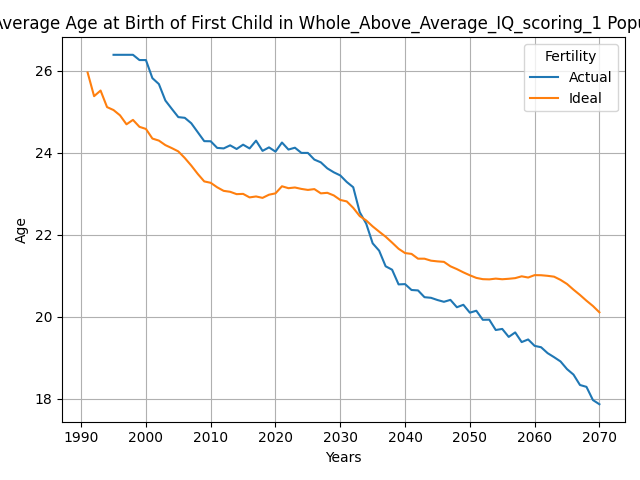 Average Age at Birth of First Child in Whole_Above_Average_IQ_scoring_1
Fertility
Actual
Ideal
26
24
22
20
18
Age
1990 2000 2010 2020 2030 2040 2050 2060 2070
Years